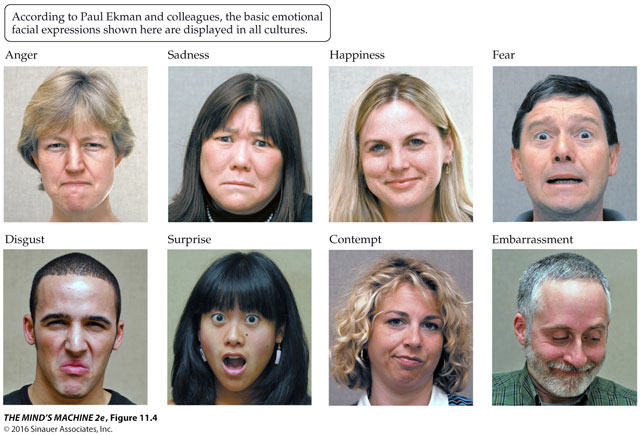 According to Paul Ekman and colleagues, the basic emotional
facial expressions shown here are displayed in all cultures.
Anger
Sadness
Happiness
Fear
Disgust
Surprise
Contempt
Embarrassment
THE MIND'S MACHINE 2e, Figure 11.4
© 2016 Sinauer Associates, Inc.